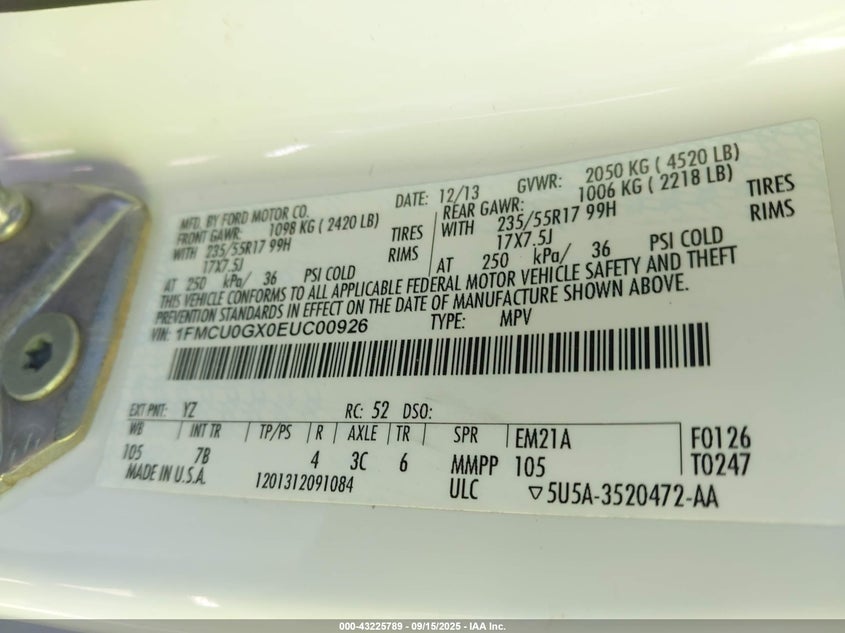 MFD. BY FORD MOTOR CO.
DATE: 12/13 GVWR: 2050 KG ( 4520 LB)
FRONT GAWR: 1098 KG ( 2420 LB)
REAR GAWR: 1006 KG ( 2218 LB)
WITH 235/55R17 99H TIRES
WITH 235/55R17 99H TIRES
17X7.5J RIMS
17X7.5J RIMS
AT 250 kPa/ 36 PSI COLD
AT 250 kPa/ 36 PSI COLD
THIS VEHICLE CONFORMS TO ALL APPLICABLE FEDERAL MOTOR VEHICLE SAFETY AND THEFT
PREVENTION STANDARDS IN EFFECT ON THE DATE OF MANUFACTURE SHOWN ABOVE.
VIN: 1FMCU0GX0EUC00926 TYPE: MPV
EXT PNT: YZ RC: 52 DSO:
WB INT TR TP/PS R AXLE TR SPR EM21A F0126
105 7B 4 3C 6 MMPP 105 T0247
MADE IN U.S.A. 1201312091084 ULC ▽5U5A-3520472-AA
000-43225789 - 09/15/2025 - IAA Inc.